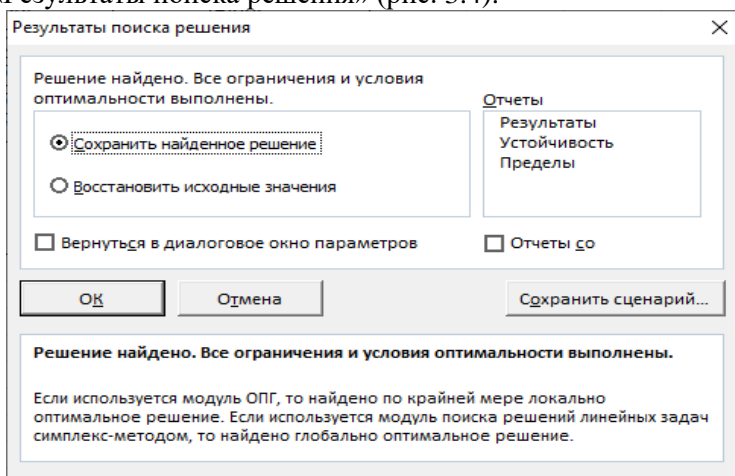 «Результаты поиска решения» (рис. 3.4).
Результаты поиска решения
Решение найдено. Все ограничения и условия
оптимальности выполнены.
Сохранить найденное решение
Восстановить исходные значения
Отчеты
Результаты
Устойчивость
Пределы
Вернуться в диалоговое окно параметров
Отчеты со
ОК
Отмена
Сохранить сценарий...
Решение найдено. Все ограничения и условия оптимальности выполнены.
Если используется модуль ОПГ, то найдено по крайней мере локально
оптимальное решение. Если используется модуль поиска решений линейных задач
симплекс-методом, то найдено глобально оптимальное решение.